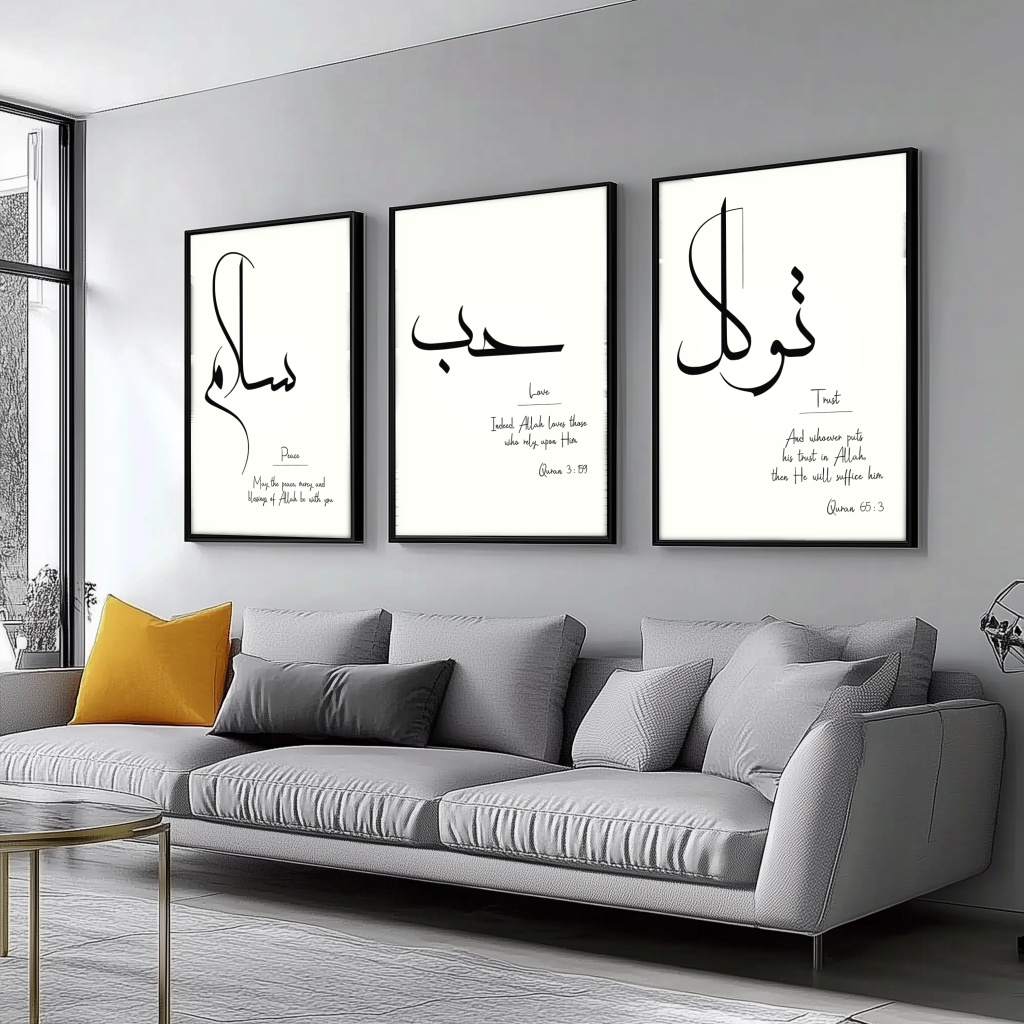 سلام
Peace
May the peace, mercy, and
blessings of Allah be with you
حب
Love
Indeed, Allah loves those
who rely upon Him
Quran 3:159
توكل
Trust
And whoever puts
his trust in Allah,
then He will suffice him
Quran 65:3